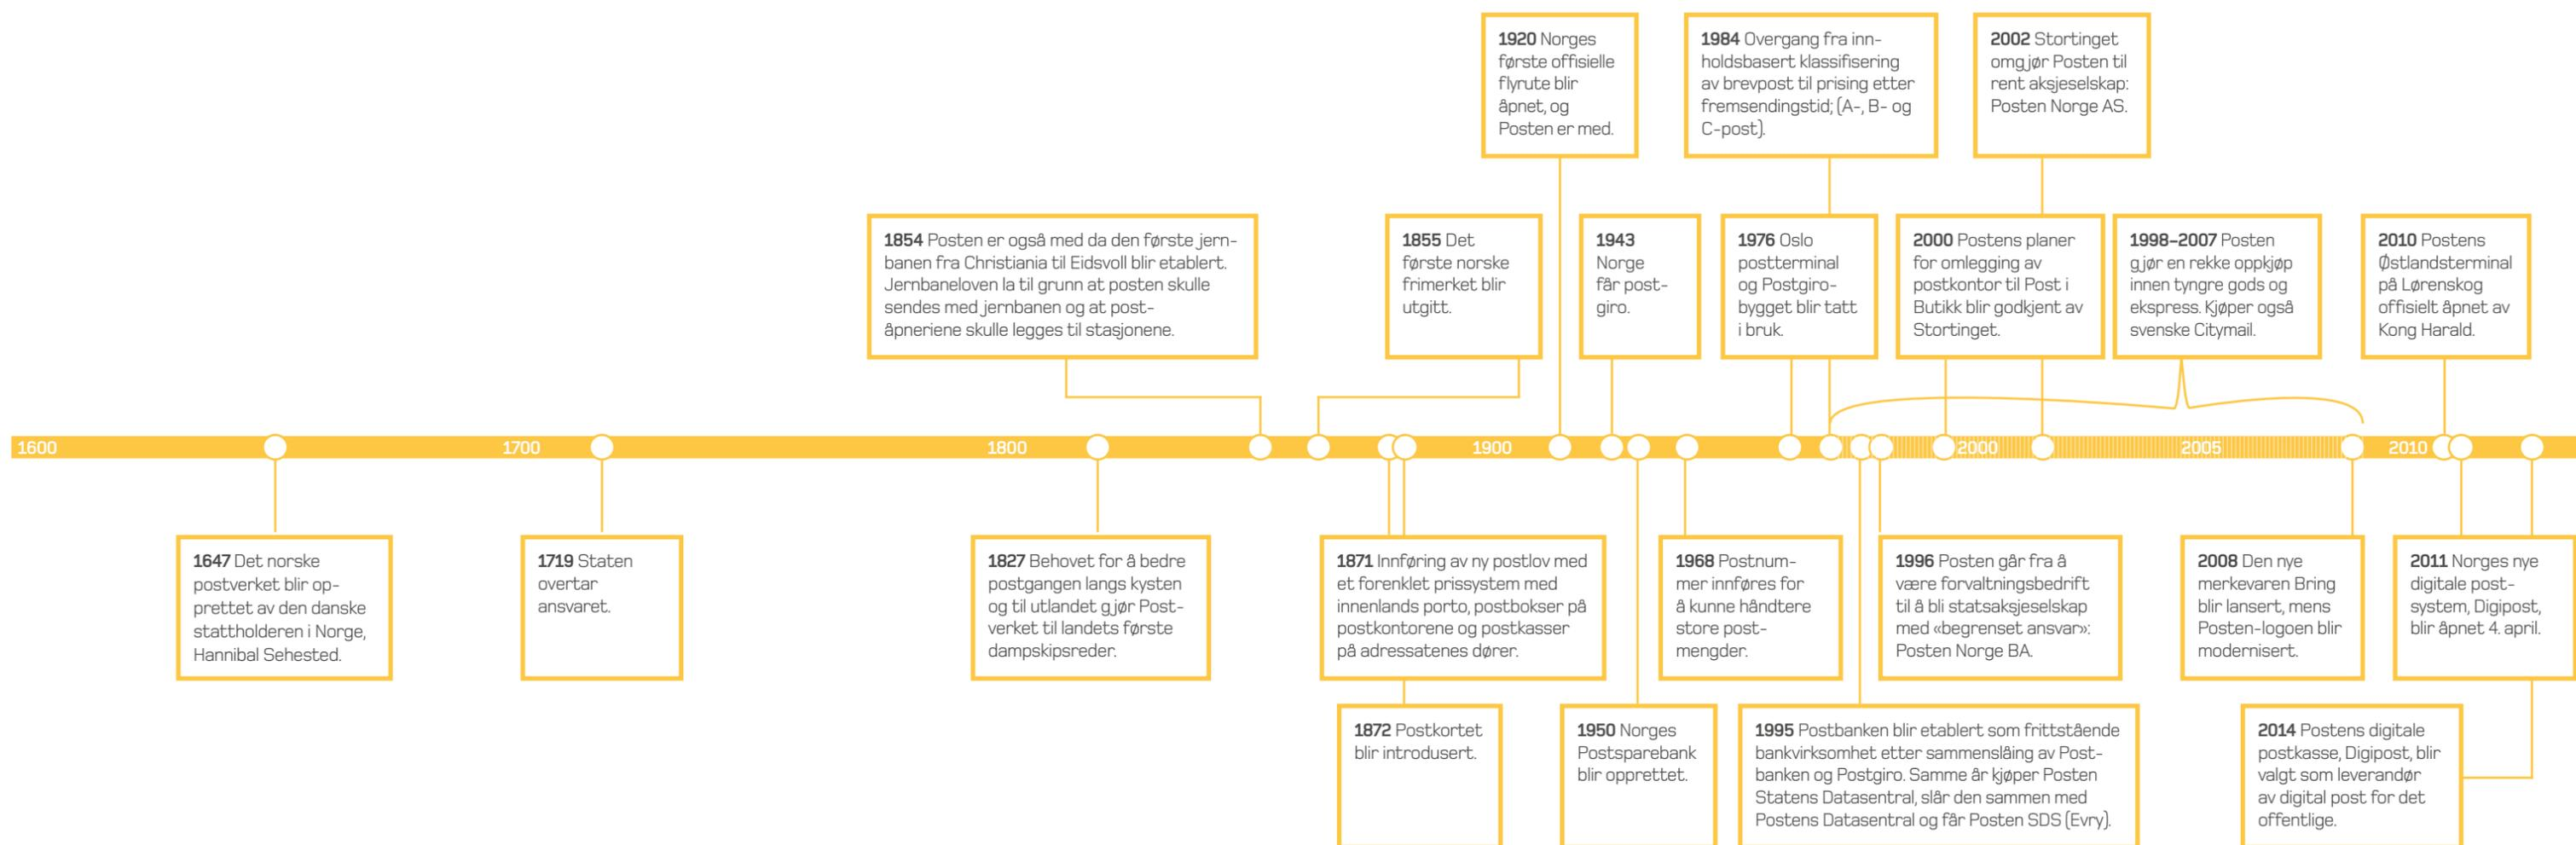 1920 Norges
første offisielle
flyrute blir
åpnet, og
Posten er med.
1984 Overgang fra inn-
holdsbasert klassifisering
av brevpost til prising etter
fremsendingstid; (A-, B- og
C-post).
2002 Stortinget
omgjør Posten til
rent aksjeselskap:
Posten Norge AS.
1854 Posten er også med da den første jern-
banen fra Christiania til Eidsvoll blir etablert.
Jernbaneloven la til grunn at posten skulle
sendes med jernbanen og at post-
åpneriene skulle legges til stasjonene.
1855 Det
første norske
frimerket blir
utgitt.
1943
Norge
får post-
giro.
1976 Oslo
postterminal
og Postgiro-
bygget blir tatt
i bruk.
2000 Postens planer
for omlegging av
postkontor til Post i
Butikk blir godkjent av
Stortinget.
1998–2007 Posten
gjør en rekke oppkjøp
innen tyngre gods og
ekspress. Kjøper også
svenske Citymail.
2010 Postens
Østlandsterminal
på Lørenskog
offisielt åpnet av
Kong Harald.
1600 1700 1800 1900 2000 2005 2010
1647 Det norske
postverket blir op-
prettet av den danske
stattholderen i Norge,
Hannibal Sehested.
1719 Staten
overtar
ansvaret.
1827 Behovet for å bedre
postgangen langs kysten
og til utlandet gjør Post-
verket til landets første
dampskipsreder.
1871 Innføring av ny postlov med
et forenklet prissystem med
innenlands porto, postbokser på
postkontorene og postkasser
på adressatenes dører.
1968 Postnum-
mer innføres for
å kunne håndtere
store post-
mengder.
1996 Posten går fra å
være forvaltningsbedrift
til å bli statsaksjeselskap
med «begrenset ansvar»:
Posten Norge BA.
2008 Den nye
merkevaren Bring
blir lansert, mens
Posten-logoen blir
modernisert.
2011 Norges nye
digitale post-
system, Digipost,
blir åpnet 4. april.
1872 Postkortet
blir introdusert.
1950 Norges
Postsparebank
blir opprettet.
1995 Postbanken blir etablert som frittstående
bankvirksomhet etter sammenslåing av Post-
banken og Postgiro. Samme år kjøper Posten
Statens Datasentral, slår den sammen med
Postens Datasentral og får Posten SDS (Evry).
2014 Postens digitale
postkasse, Digipost, blir
valgt som leverandør
av digital post for det
offentlige.